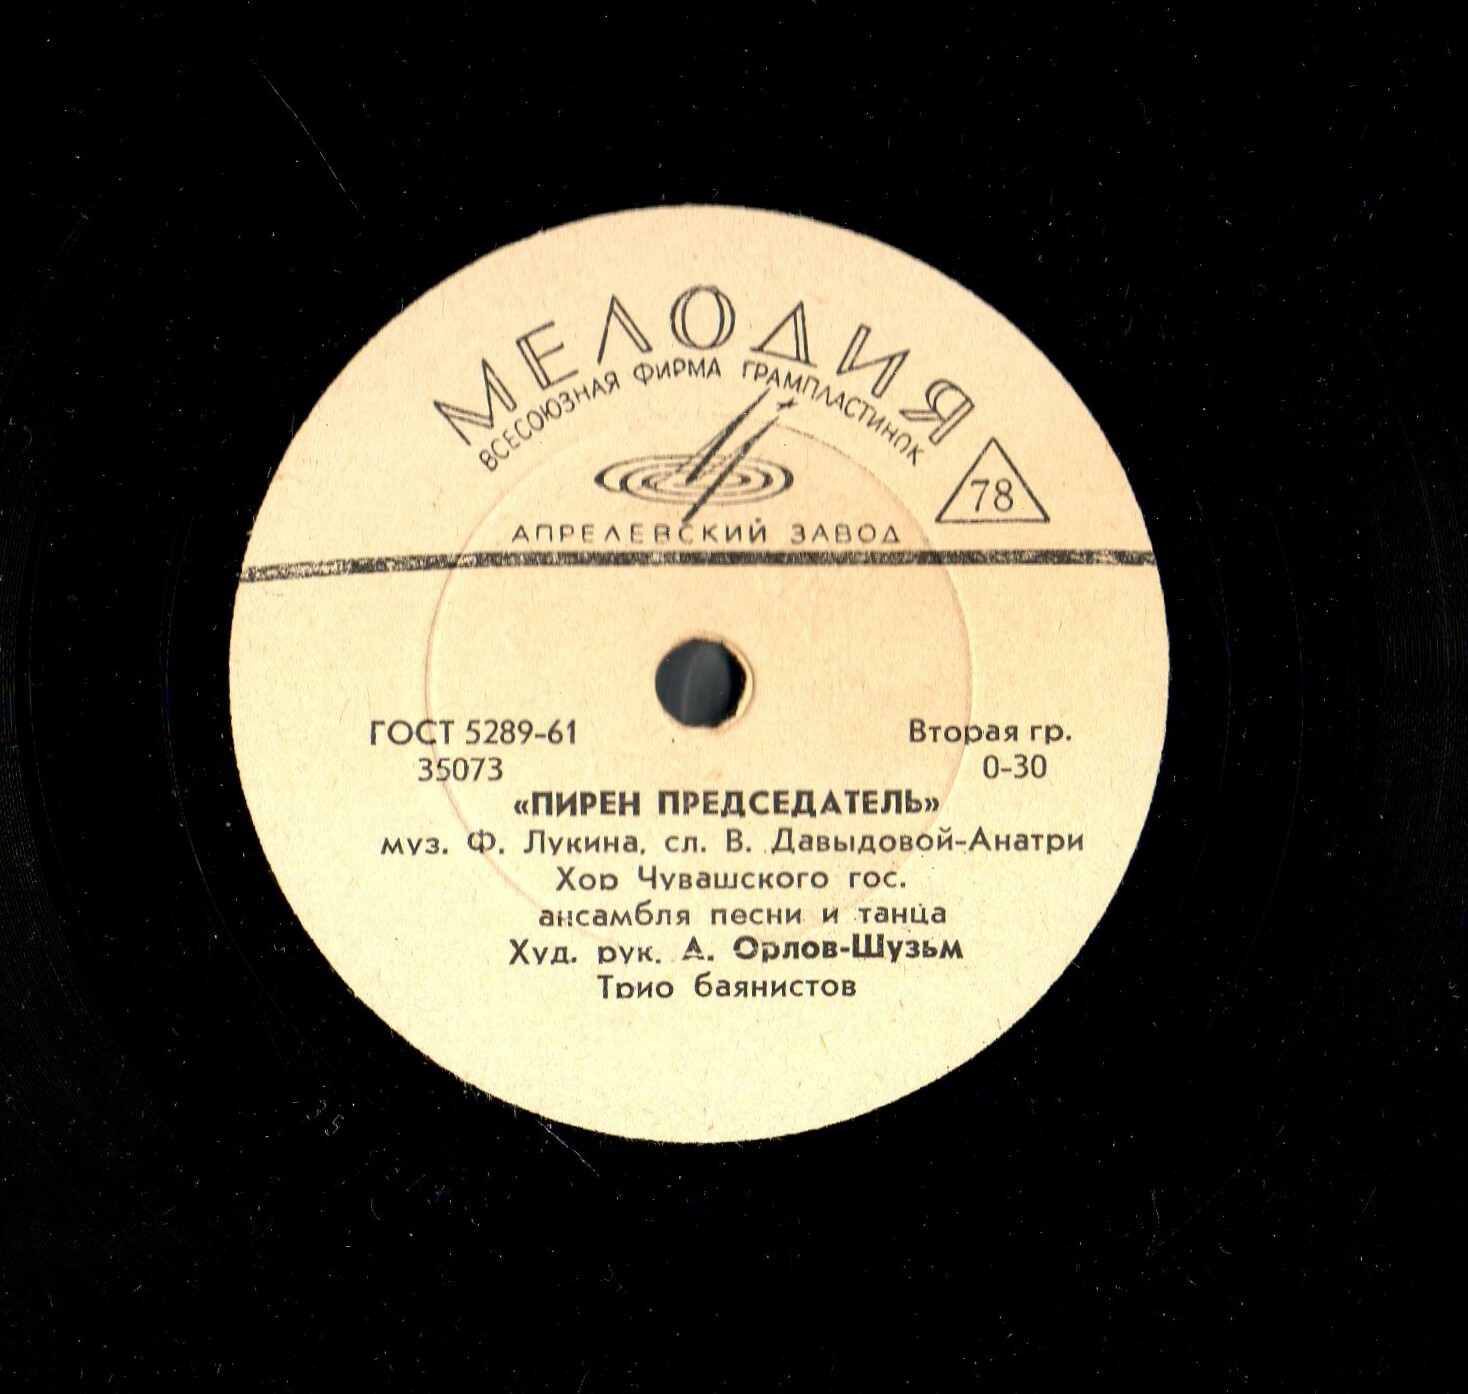 МЕЛОДИЯ
ВСЕСОЮЗНАЯ ФИРМА ГРАМПЛАСТИНОК
78
АПРЕЛЕВСКИЙ ЗАВОД
ГОСТ 5289-61 Вторая гр.
35073 0-30
«ПИРЕН ПРЕДСЕДАТЕЛЬ»
муз. Ф. Лукина, сл. В. Давыдовой-Анатри
Хор Чувашского гос.
ансамбля песни и танца
Худ. рук. А. Орлов-Шузьм
Трио баянистов